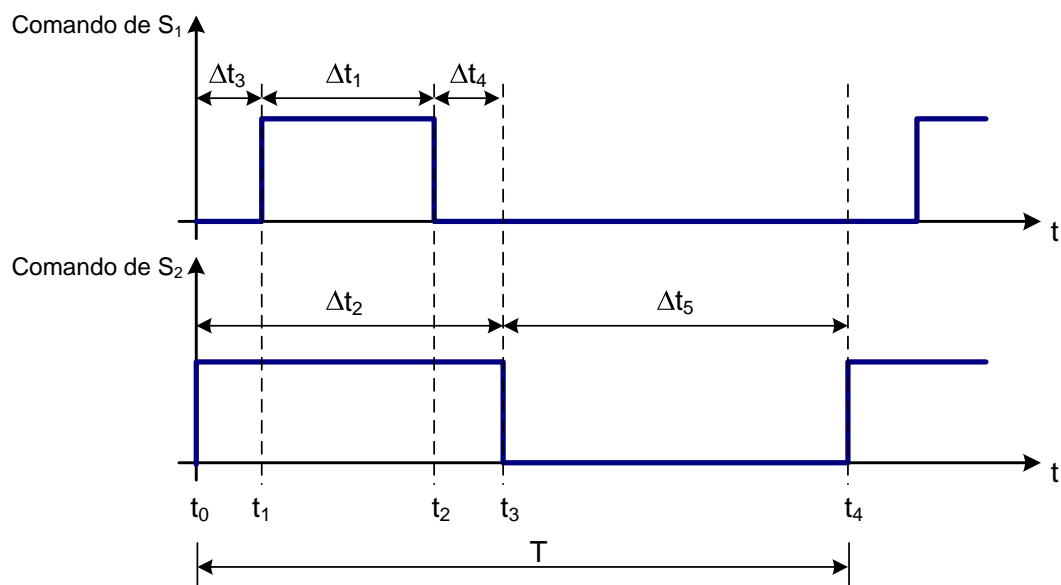 Comando de S₁
Δt₃ Δt₁ Δt₄
t
Comando de S₂
Δt₂ Δt₅
t
t₀ t₁ t₂ t₃ t₄
T